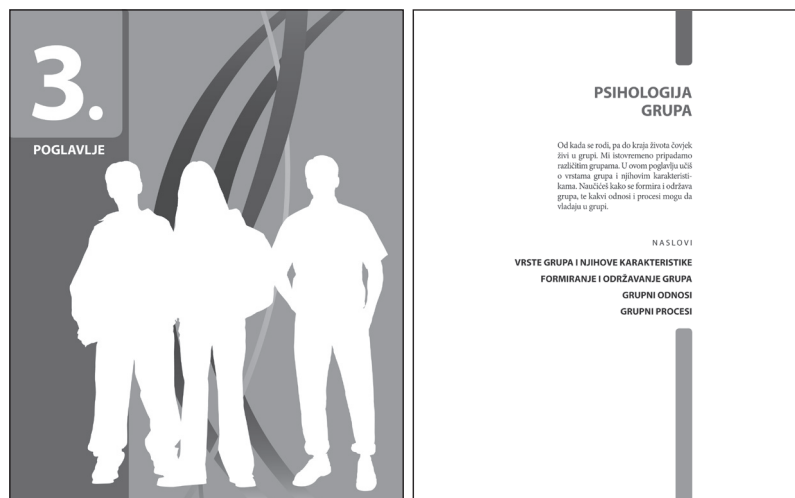 3.
POGLAVLJE
PSIHOLOGIJA
GRUPA
Od kada se rodi, pa do kraja života čovjek
živi u grupi. Mi istovremeno pripadamo
različitim grupama. U ovom poglavlju učiš
o vrstama grupa i njihovim karakteristi-
kama. Naučićeš kako se formira i održava
grupa, te kakvi odnosi i procesi mogu da
vladaju u grupi.
NASLOVI
VRSTE GRUPA I NJIHOVE KARAKTERISTIKE
FORMIRANJE I ODRŽAVANJE GRUPA
GRUPNI ODNOSI
GRUPNI PROCESI